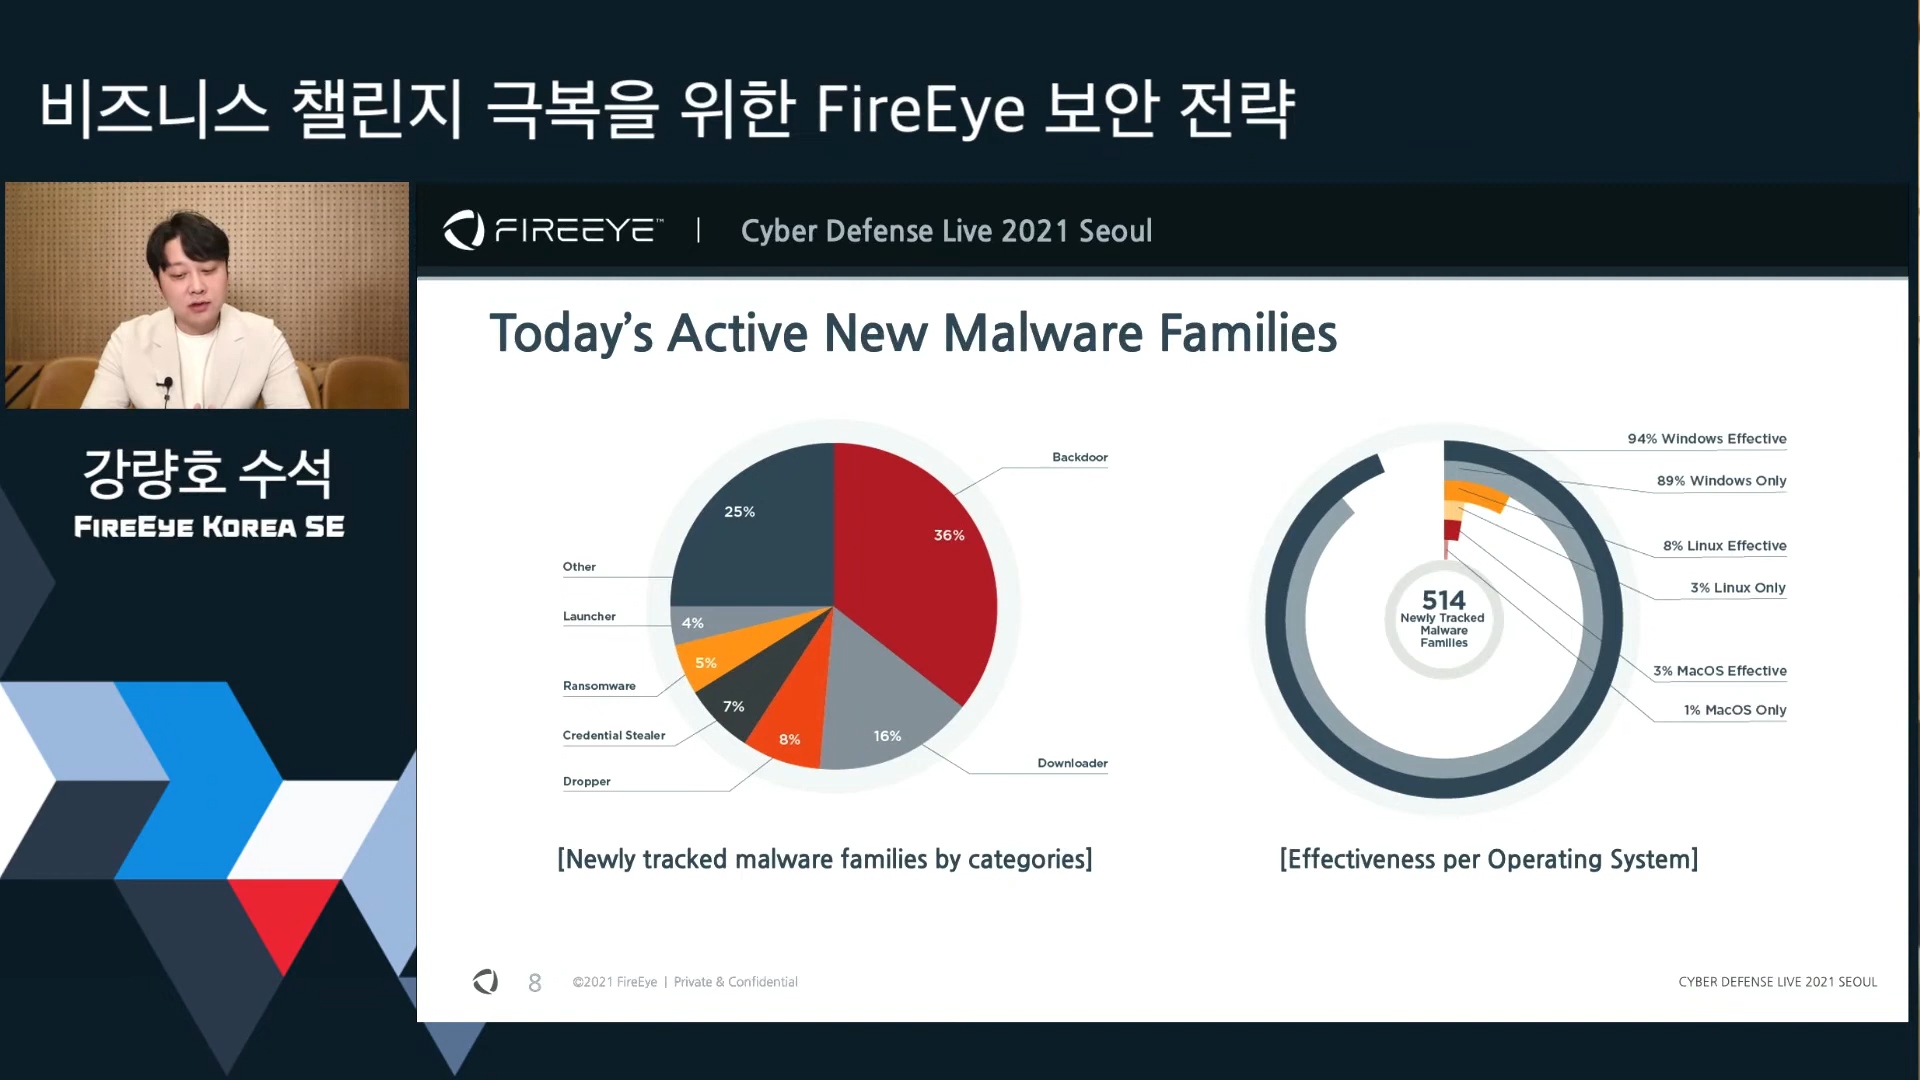 비즈니스 챌린지 극복을 위한 FireEye 보안 전략
FIREEYE™ | Cyber Defense Live 2021 Seoul
강량호 수석
FireEye Korea SE
Today's Active New Malware Families
Backdoor
36%
25%
Other
Launcher
4%
5%
Ransomware
7%
Credential Stealer
8%
16%
Dropper
Downloader
[Newly tracked malware families by categories]
94% Windows Effective
89% Windows Only
8% Linux Effective
3% Linux Only
514
Newly Tracked
Malware
Families
3% MacOS Effective
1% MacOS Only
[Effectiveness per Operating System]
8 ©2021 FireEye | Private & Confidential
CYBER DEFENSE LIVE 2021 SEOUL